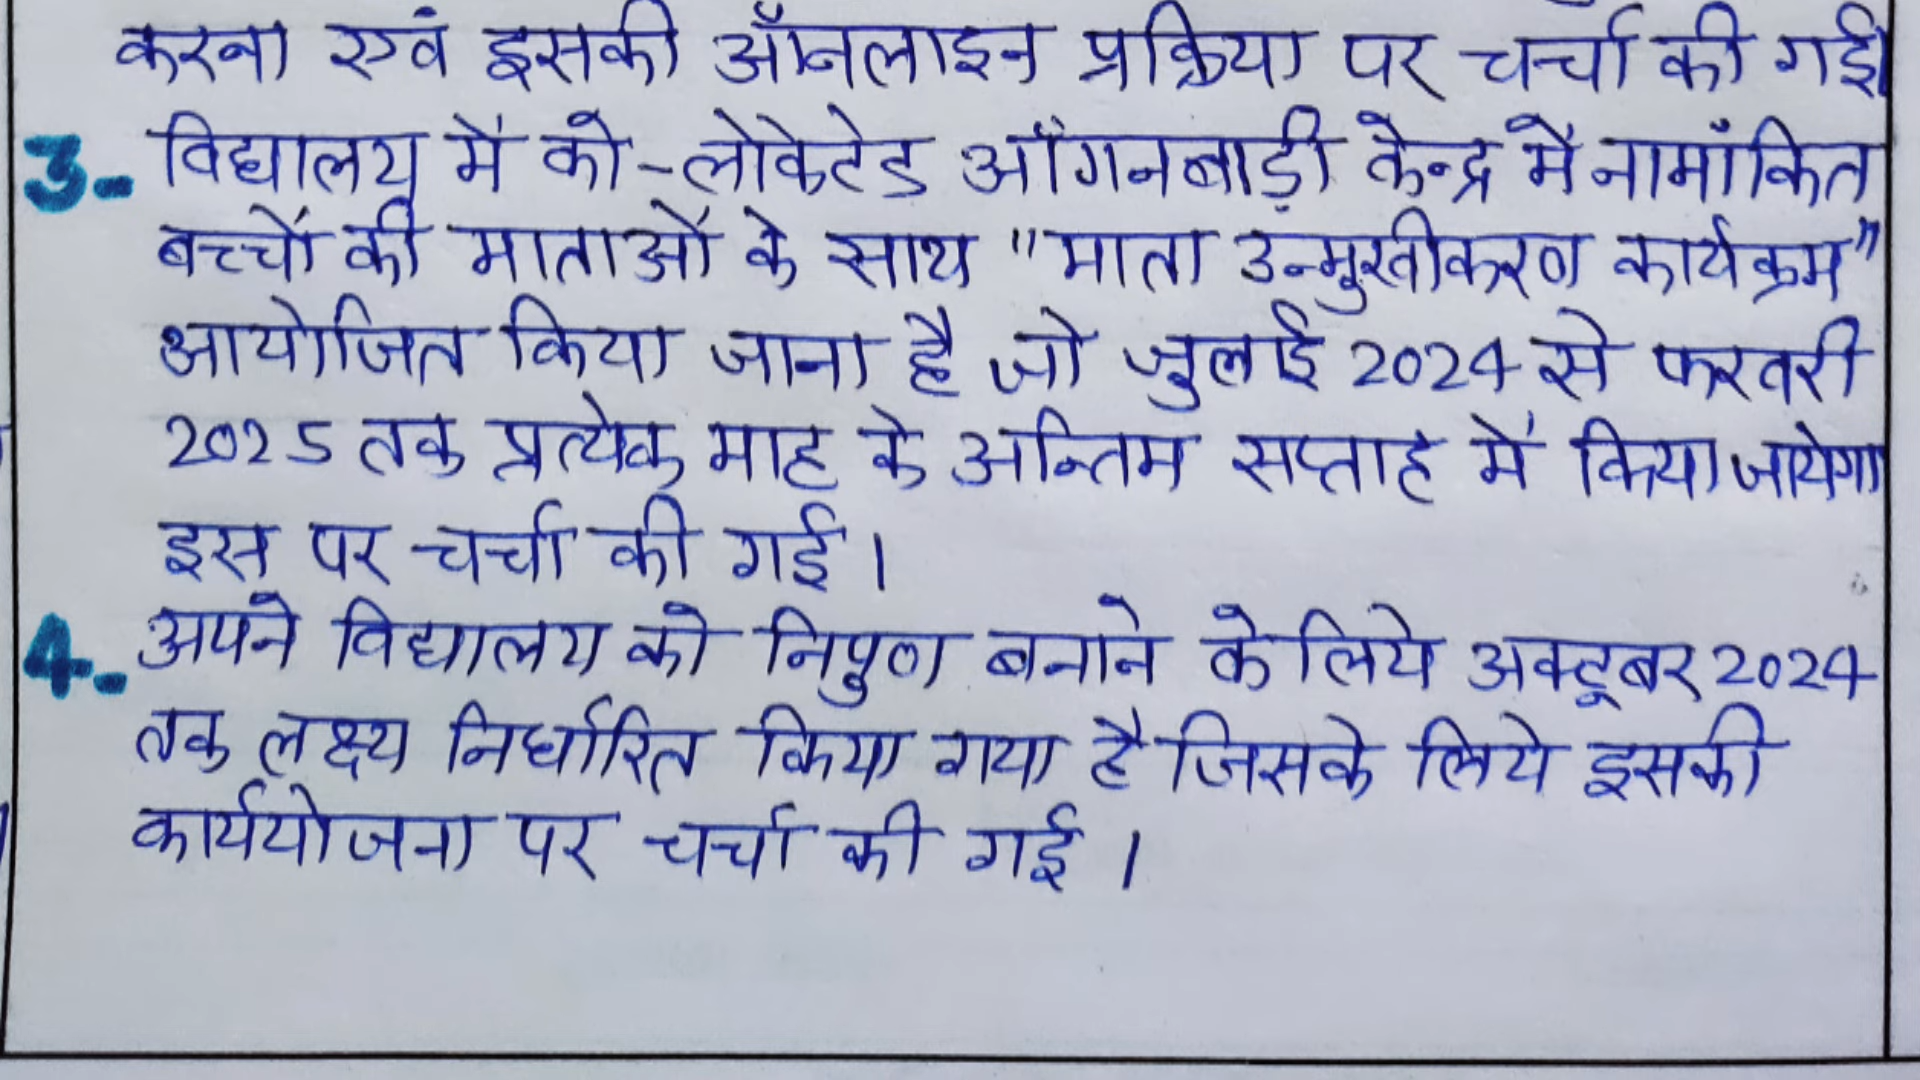 करना एवं इसकी ऑनलाइन प्रक्रिया पर चर्चा की गई।
3- विद्यालय में को-लोकेटेड आँगनबाड़ी केन्द्र में नामाँकित
बच्चों की माताओं के साथ "माता उन्मुखीकरण कार्यक्रम"
आयोजित किया जाना है जो जुलाई 2024 से फरवरी
2025 तक प्रत्येक माह के अन्तिम सप्ताह में किया जायेगा
इस पर चर्चा की गई।
4- अपने विद्यालय को निपुण बनाने के लिये अक्टूबर 2024
तक लक्ष्य निर्धारित किया गया है जिसके लिये इसकी
कार्ययोजना पर चर्चा की गई।